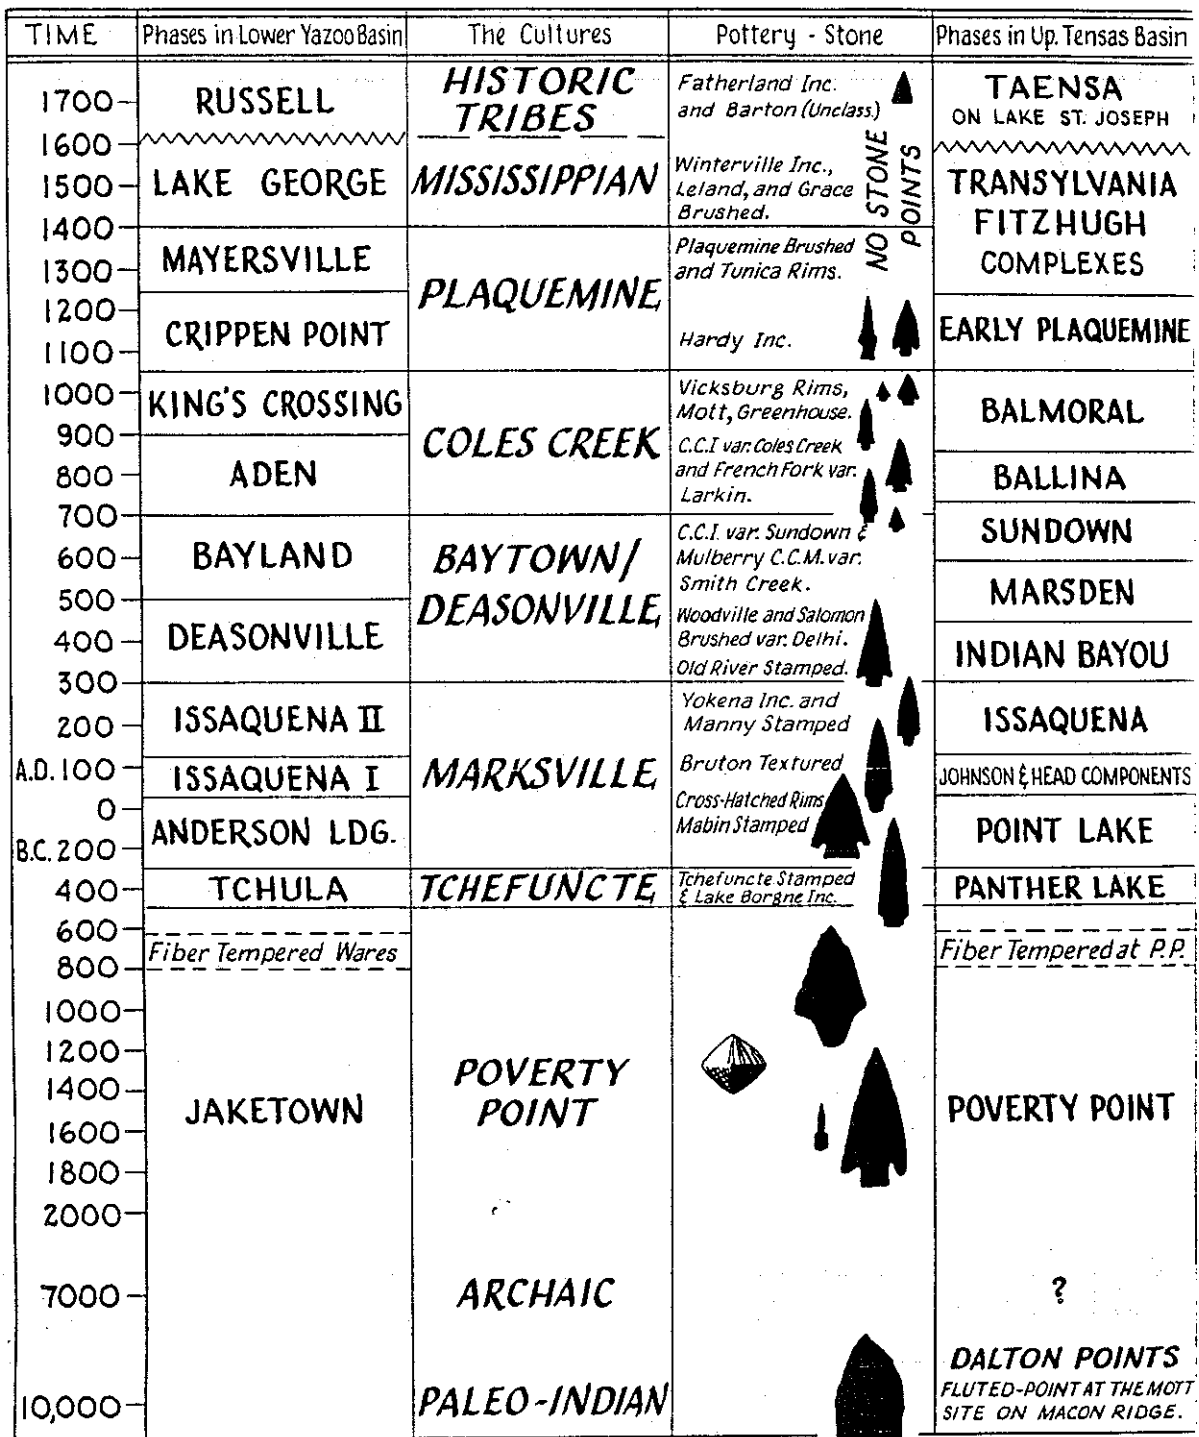 TIME
Phases in Lower Yazoo Basin
The Cultures
Pottery - Stone
Phases in Up. Tensas Basin
1700
1600
1500
1400
1300
1200
1100
1000
900
800
700
600
500
400
300
200
A.D. 100
0
B.C. 200
400
600
800
1000
1200
1400
1600
1800
2000
7000
10,000
RUSSELL
LAKE GEORGE
MAYERSVILLE
CRIPPEN POINT
KING'S CROSSING
ADEN
BAYLAND
DEASONVILLE
ISSAQUENA II
ISSAQUENA I
ANDERSON LDG.
TCHULA
Fiber Tempered Wares
JAKETOWN
HISTORIC
TRIBES
MISSISSIPPIAN
PLAQUEMINE
COLES CREEK
BAYTOWN/
DEASONVILLE
MARKSVILLE
TCHEFUNCTE
POVERTY
POINT
ARCHAIC
PALEO-INDIAN
Fatherland Inc.
and Barton (Unclass.)
Winterville Inc.,
Leland, and Grace
Brushed.
Plaquemine Brushed
and Tunica Rims.
Hardy Inc.
Vicksburg Rims,
Mott, Greenhouse.
C.C.I var. Coles Creek
and French Fork var.
Larkin.
C.C.I. var. Sundown &
Mulberry C.C.M. var.
Smith Creek.
Woodville and Salomon
Brushed var. Delhi.
Old River Stamped.
Yokena Inc. and
Manny Stamped
Bruton Textured
Cross-Hatched Rims
Mabin Stamped
Tchefuncte Stamped
& Lake Borgne Inc.
NO STONE
POINTS
TAENSA
ON LAKE ST. JOSEPH
TRANSYLVANIA
FITZHUGH
COMPLEXES
EARLY PLAQUEMINE
BALMORAL
BALLINA
SUNDOWN
MARSDEN
INDIAN BAYOU
ISSAQUENA
JOHNSON & HEAD COMPONENTS
POINT LAKE
PANTHER LAKE
Fiber Tempered at P.P.
POVERTY POINT
?
DALTON POINTS
FLUTED-POINT AT THE MOTT
SITE ON MACON RIDGE.